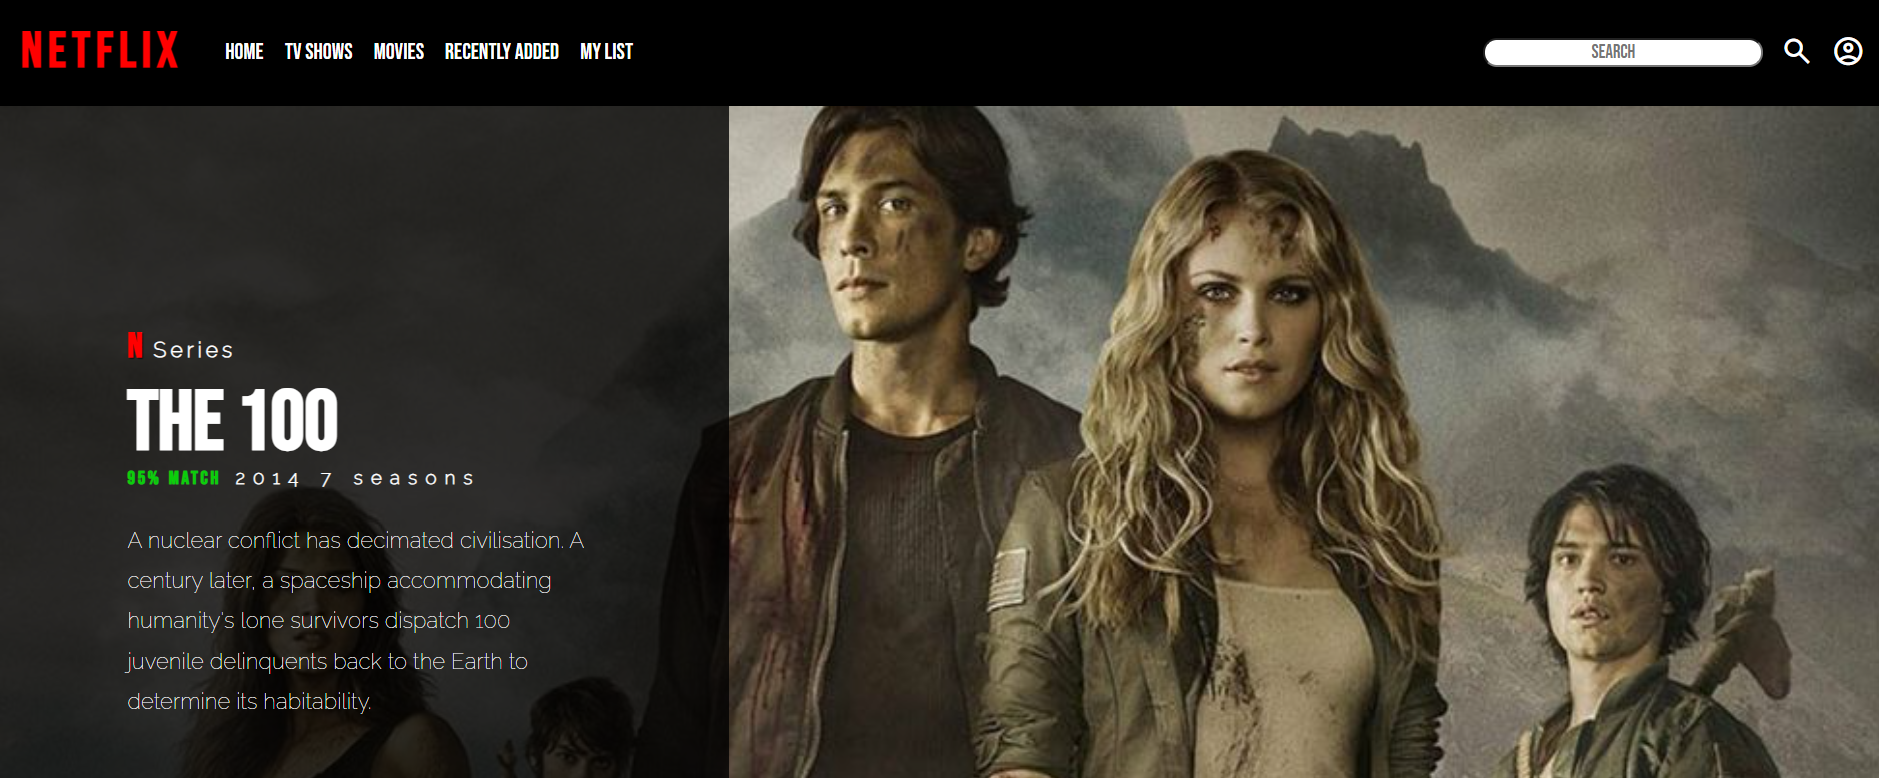 NETFLIX HOME TV SHOWS MOVIES RECENTLY ADDED MY LIST SEARCH
N Series
THE 100
95% MATCH 2014 7 seasons
A nuclear conflict has decimated civilisation. A
century later, a spaceship accommodating
humanity's lone survivors dispatch 100
juvenile delinquents back to the Earth to
determine its habitability.